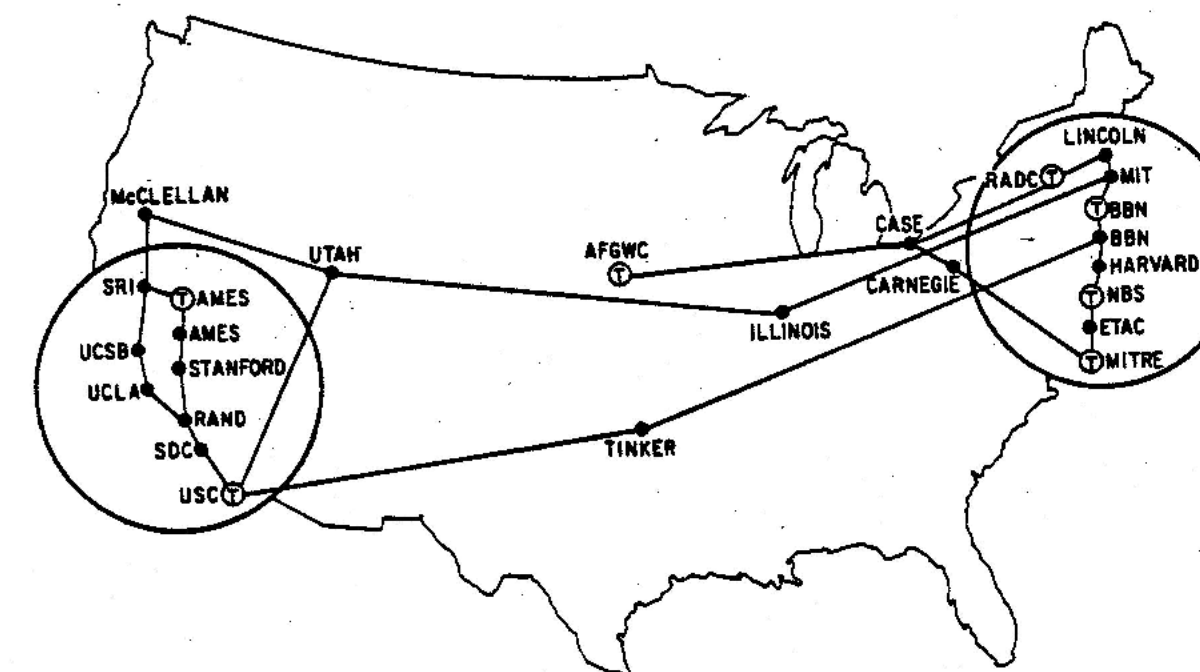 LINCOLN
RADC T
MIT
McCLELLAN
T BBN
CASE
BBN
UTAH
AFGWC
T
HARVARD
SRI
T AMES
CARNEGIE
T NBS
AMES
ILLINOIS
ETAC
UCSB
STANFORD
T MITRE
UCLA
RAND
SDC
TINKER
USC T